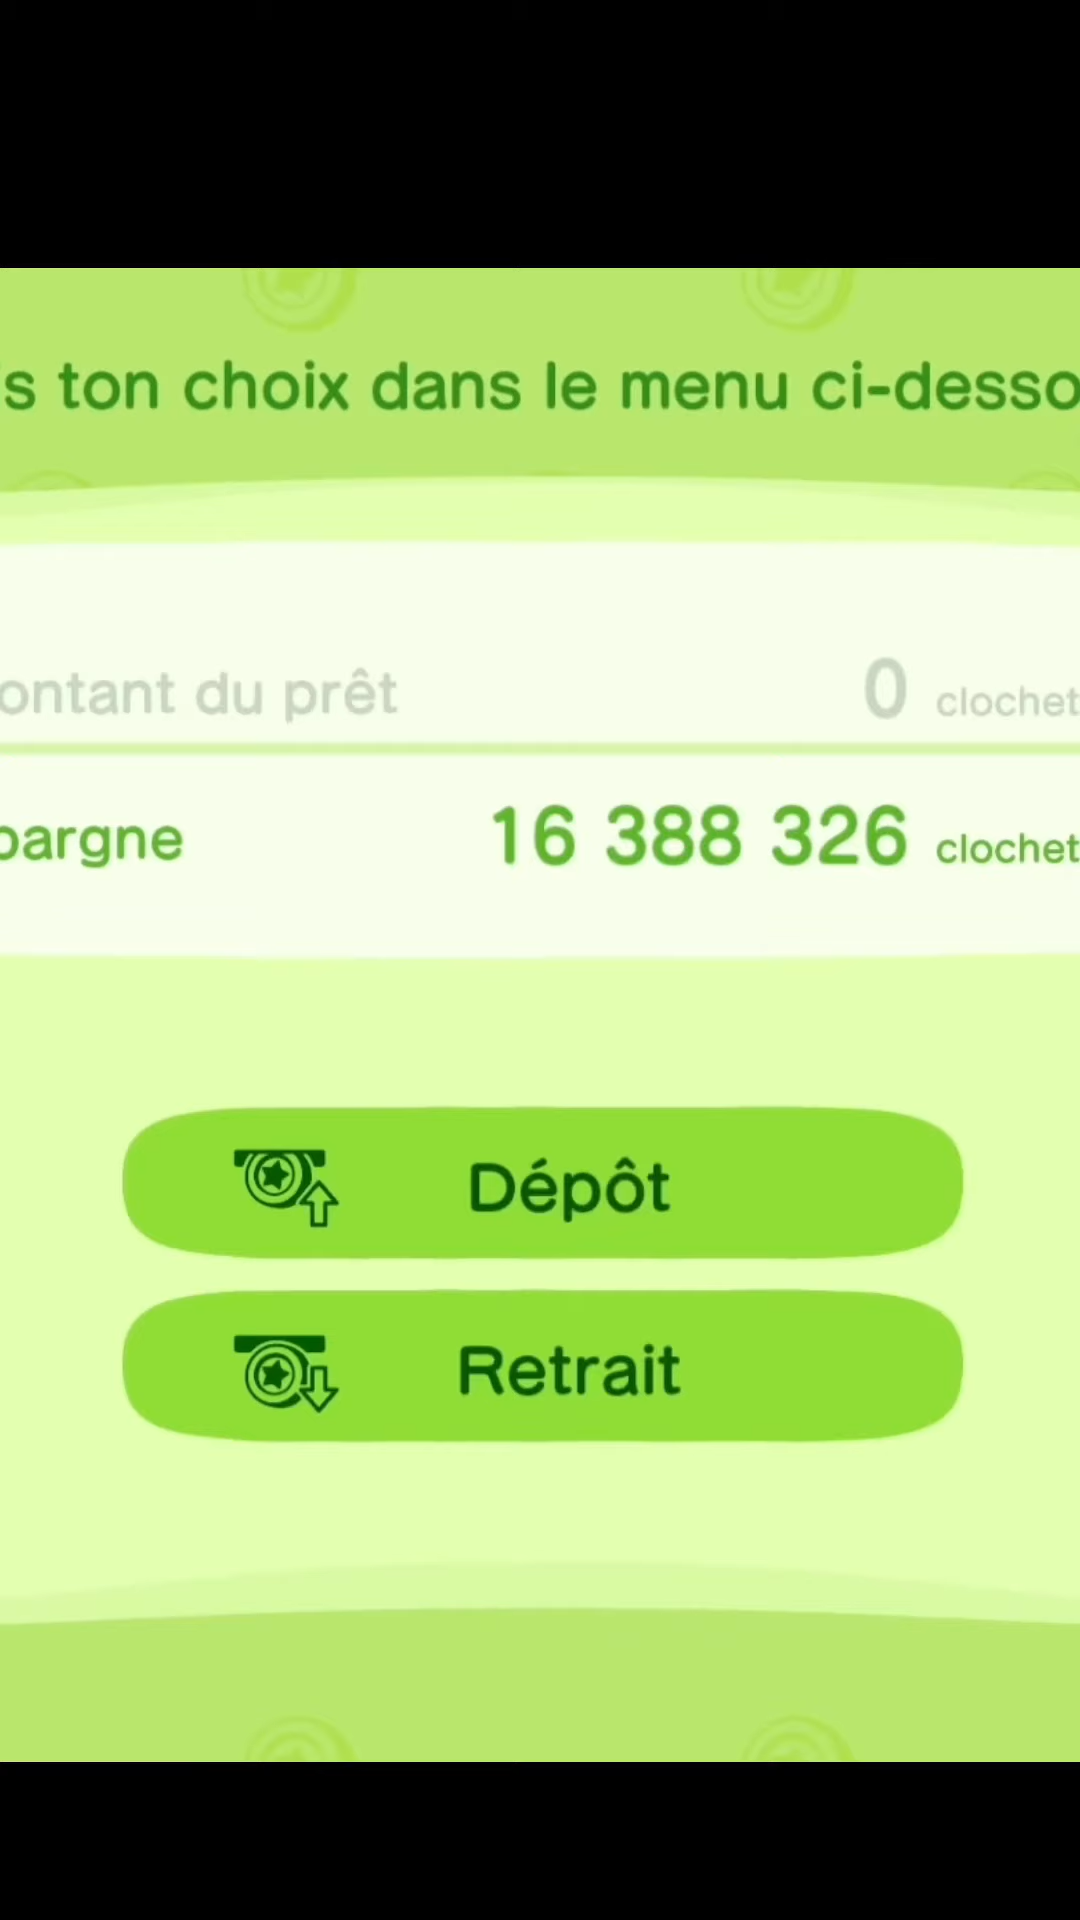 s ton choix dans le menu ci-desso
ontant du prêt 0 clochet
pargne 16 388 326 clochet
Dépôt
Retrait